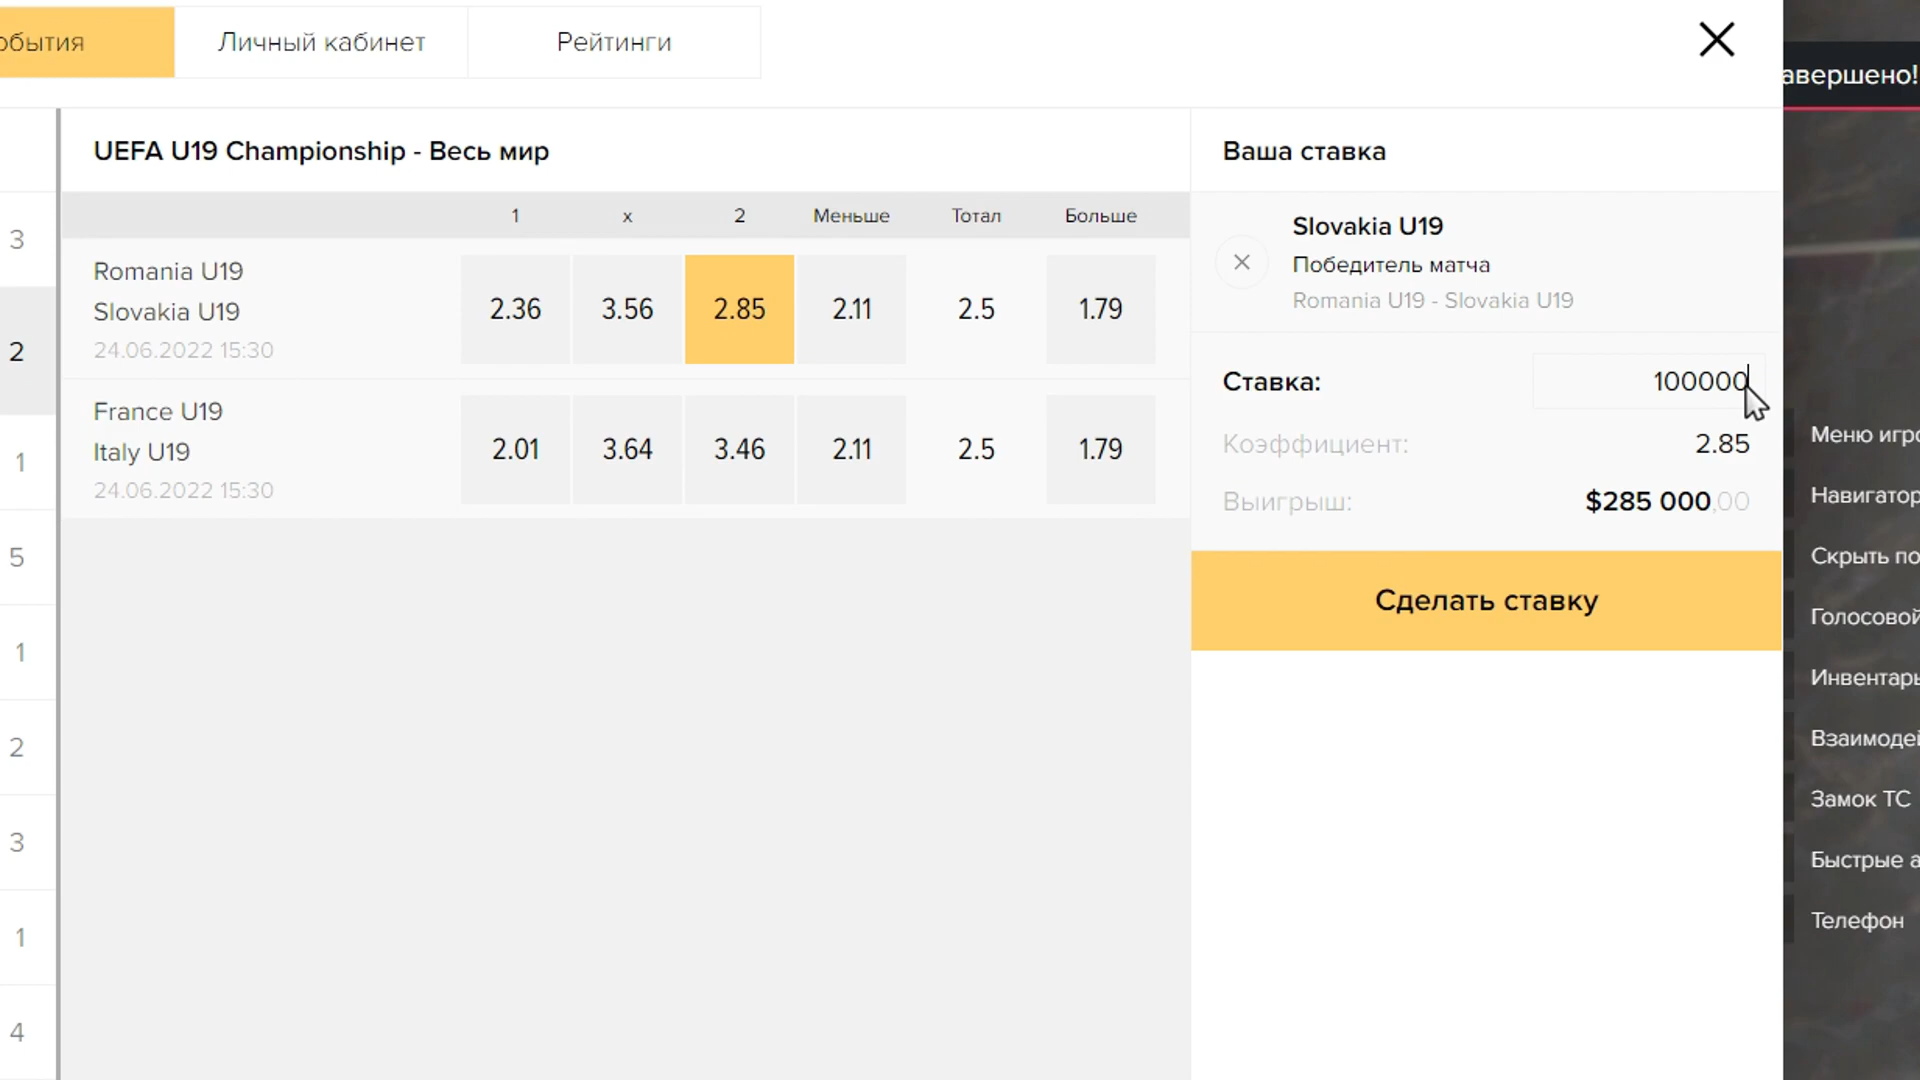 обытия
Личный кабинет
Рейтинги
авершено!
UEFA U19 Championship - Весь мир
Ваша ставка
1 x 2 Меньше Тотал Больше
Romania U19
Slovakia U19
24.06.2022 15:30
2.36 3.56 2.85 2.11 2.5 1.79
France U19
Italy U19
24.06.2022 15:30
2.01 3.64 3.46 2.11 2.5 1.79
3
2
1
5
1
2
3
1
4
Slovakia U19
Победитель матча
Romania U19 - Slovakia U19
Ставка: 100000
Коэффициент: 2.85
Выигрыш: $285 000,00
Сделать ставку
Меню игро
Навигатор
Скрыть по
Голосовой
Инвентарь
Взаимодей
Замок ТС
Быстрые а
Телефон